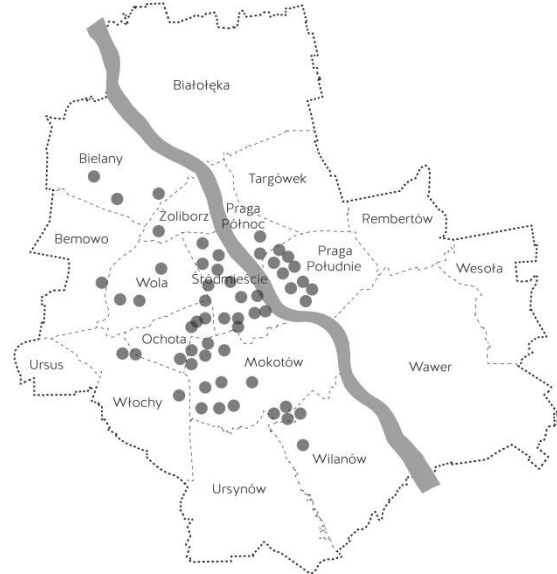 Białołęka
Bielany
Targówek
Żoliborz
Praga
Północ
Rembertów
Bemowo
Praga
Południe
Wesoła
Wola
Śródmieście
Ochota
Ursus
Mokotów
Wawer
Włochy
Wilanów
Ursynów